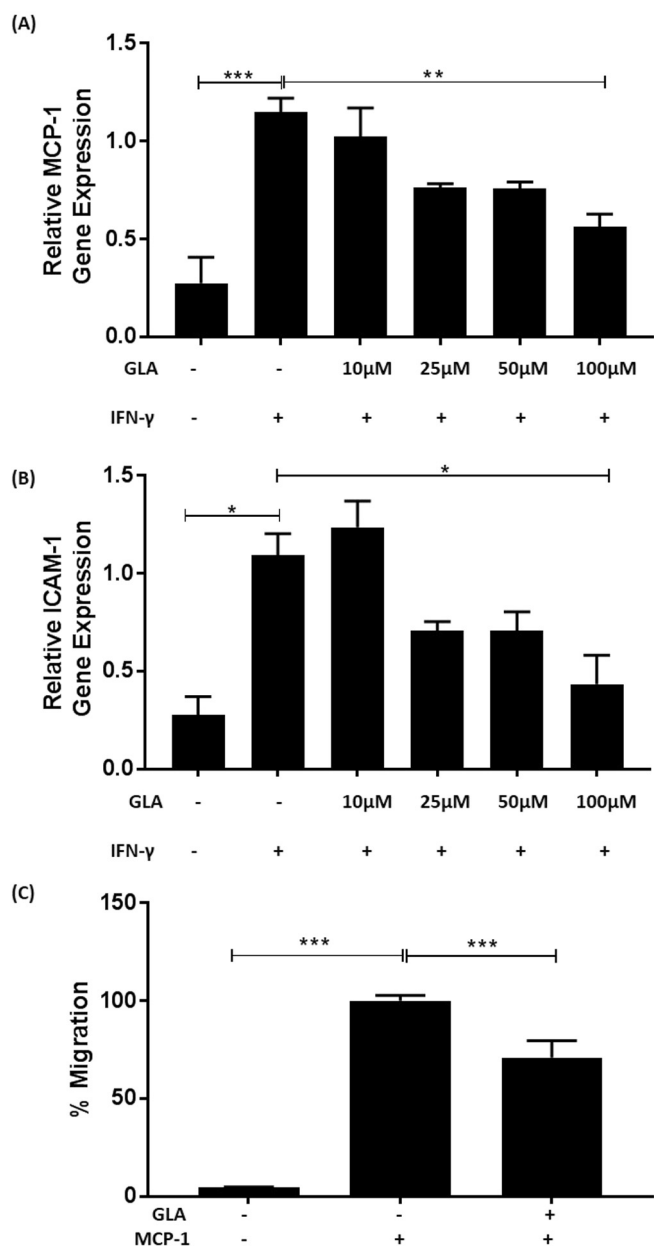 (A)
Relative MCP-1
Gene Expression
1.5
1.0
0.5
0.0
***
**
GLA - - 10µM 25µM 50µM 100µM
IFN-γ - + + + + +
(B)
Relative ICAM-1
Gene Expression
1.5
1.0
0.5
0.0
*
*
GLA - - 10µM 25µM 50µM 100µM
IFN-γ - + + + + +
(C)
% Migration
150
100
50
0
***
***
GLA - - +
MCP-1 - + +